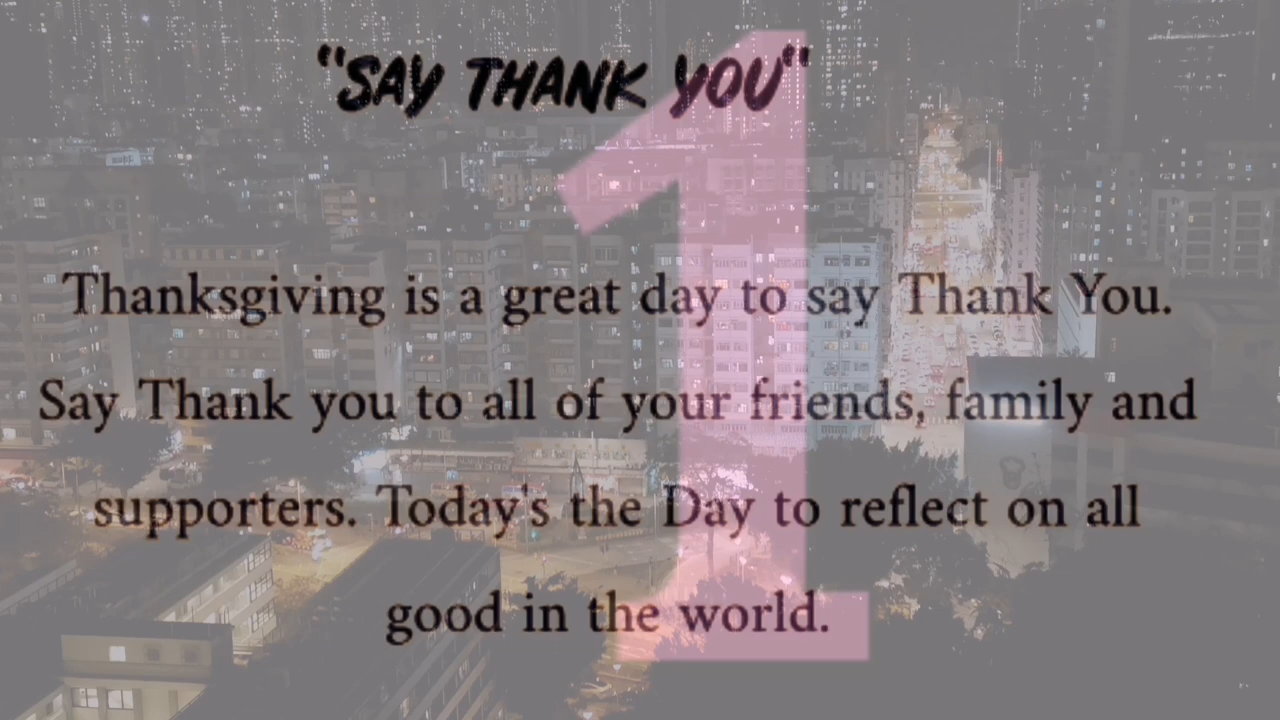 "SAY THANK YOU"
1
Thanksgiving is a great day to say Thank You.
Say Thank you to all of your friends, family and
supporters. Today's the Day to reflect on all
good in the world.